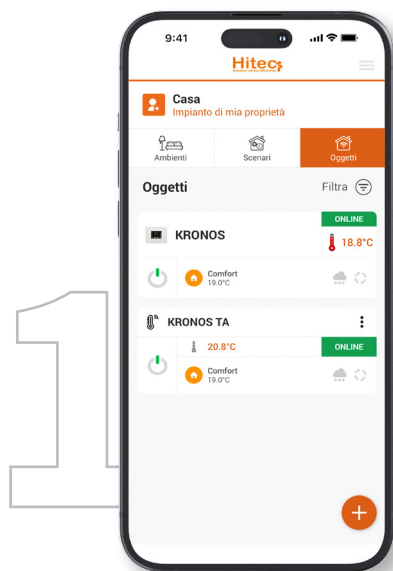 1
9:41
Hitec
Casa
Impianto di mia proprietà
Ambienti
Scenari
Oggetti
Oggetti
Filtra
ONLINE
KRONOS
18.8°C
Comfort
19.0°C
KRONOS TA
20.8°C
ONLINE
Comfort
19.0°C